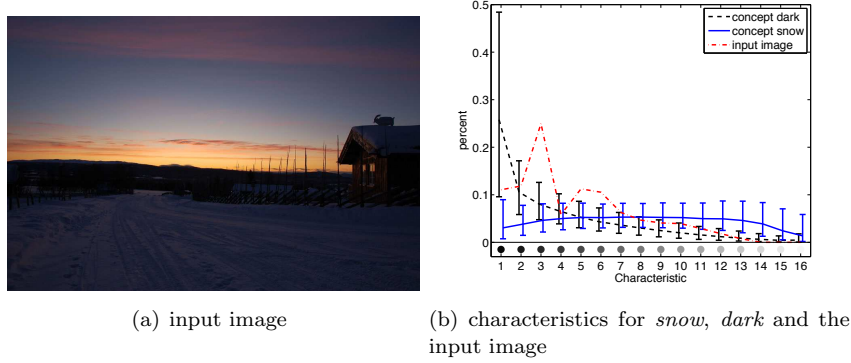 0.5
0.4
0.3
0.2
0.1
0
percent
concept dark
concept snow
input image
1 2 3 4 5 6 7 8 9 10 11 12 13 14 15 16
Characteristic
(a) input image
(b) characteristics for snow, dark and the
input image